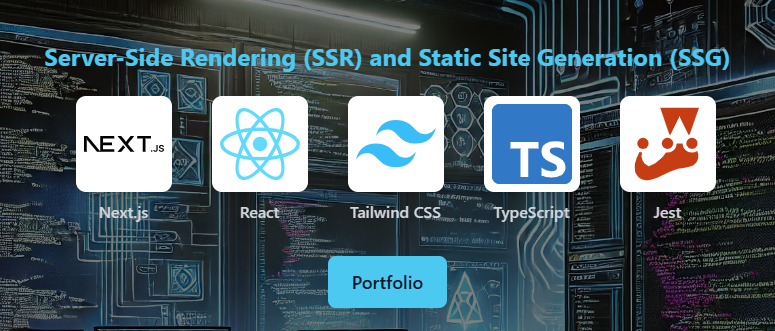 Server-Side Rendering (SSR) and Static Site Generation (SSG)
NEXT.JS
TS
Next.js
React
Tailwind CSS
TypeScript
Jest
Portfolio